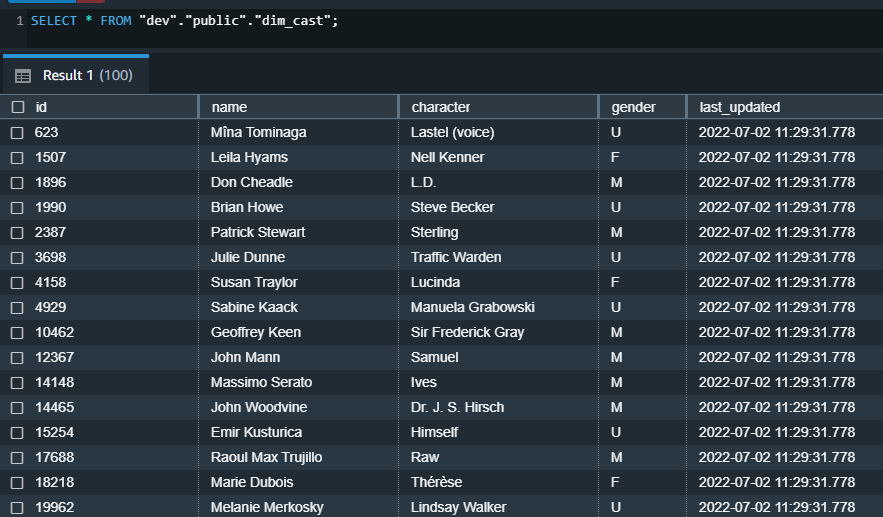 1 SELECT * FROM "dev"."public"."dim_cast";
Result 1 (100)
id name character gender last_updated
623 Mîna Tominaga Lastel (voice) U 2022-07-02 11:29:31.778
1507 Leila Hyams Nell Kenner F 2022-07-02 11:29:31.778
1896 Don Cheadle L.D. M 2022-07-02 11:29:31.778
1990 Brian Howe Steve Becker U 2022-07-02 11:29:31.778
2387 Patrick Stewart Sterling M 2022-07-02 11:29:31.778
3698 Julie Dunne Traffic Warden U 2022-07-02 11:29:31.778
4158 Susan Traylor Lucinda F 2022-07-02 11:29:31.778
4929 Sabine Kaack Manuela Grabowski U 2022-07-02 11:29:31.778
10462 Geoffrey Keen Sir Frederick Gray M 2022-07-02 11:29:31.778
12367 John Mann Samuel M 2022-07-02 11:29:31.778
14148 Massimo Serato Ives M 2022-07-02 11:29:31.778
14465 John Woodvine Dr. J. S. Hirsch M 2022-07-02 11:29:31.778
15254 Emir Kusturica Himself U 2022-07-02 11:29:31.778
17688 Raoul Max Trujillo Raw M 2022-07-02 11:29:31.778
18218 Marie Dubois Thérèse F 2022-07-02 11:29:31.778
19962 Melanie Merkosky Lindsay Walker U 2022-07-02 11:29:31.778